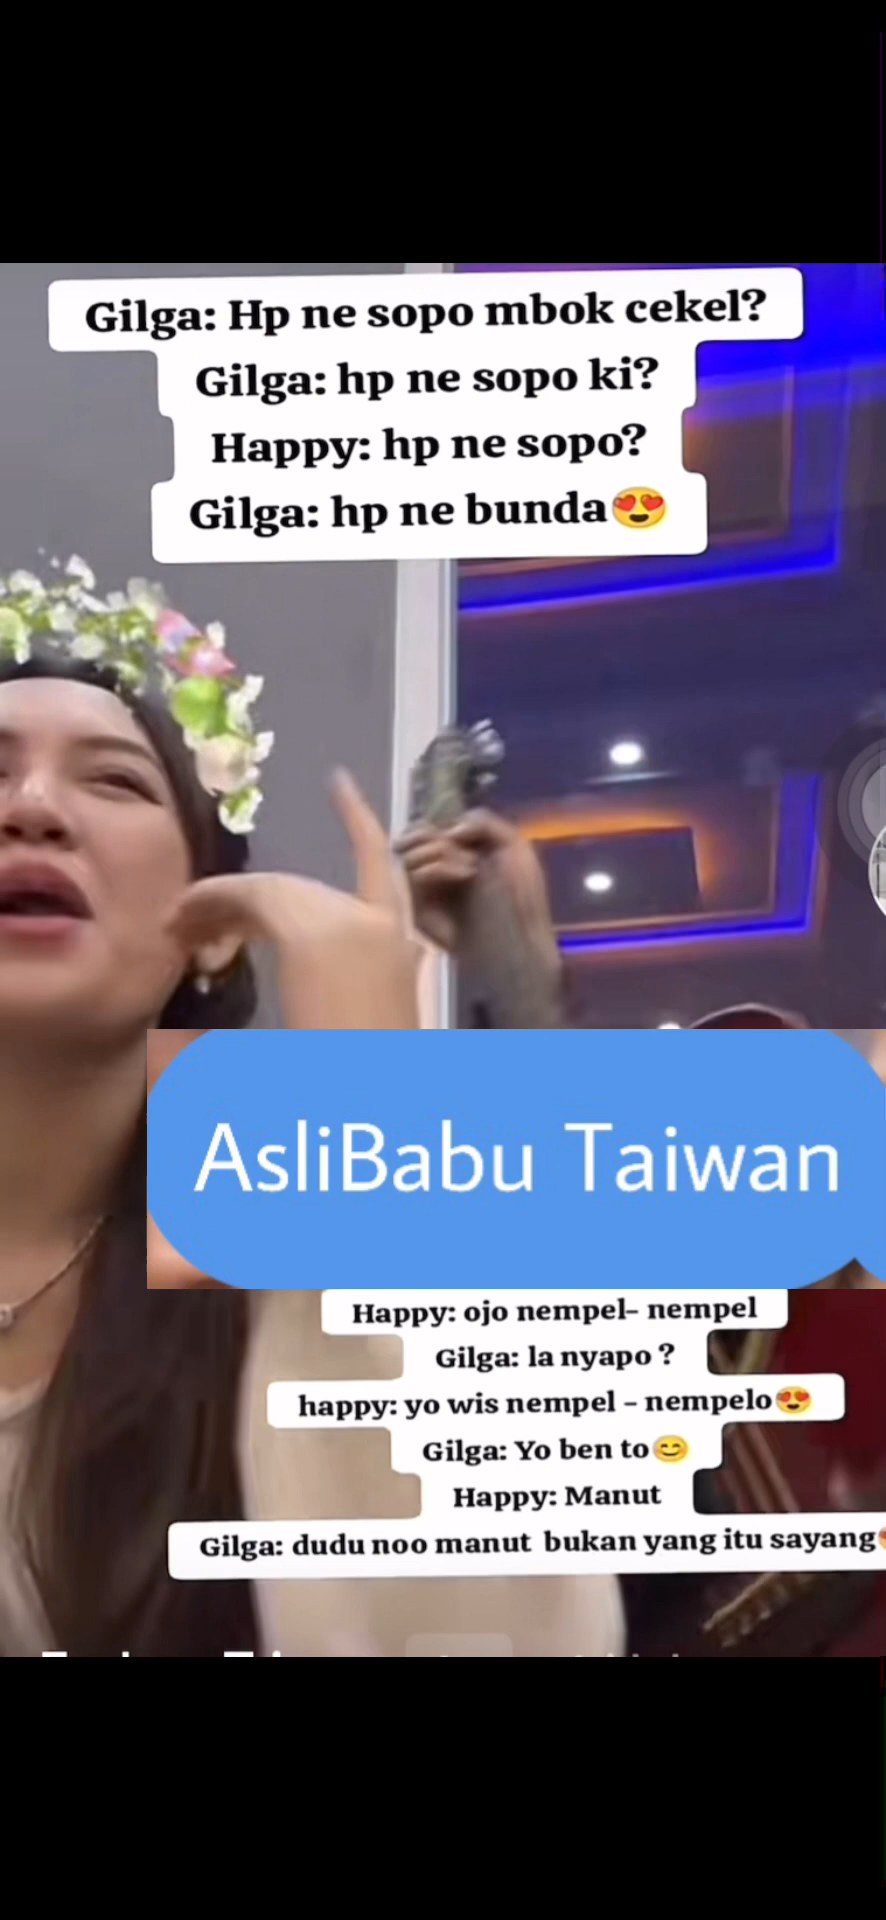 Gilga: Hp ne sopo mbok cekel?
Gilga: hp ne sopo ki?
Happy: hp ne sopo?
Gilga: hp ne bunda😍
AsliBabu Taiwan
Happy: ojo nempel- nempel
Gilga: la nyapo ?
happy: yo wis nempel - nempelo😍
Gilga: Yo ben to😊
Happy: Manut
Gilga: dudu noo manut bukan yang itu sayang